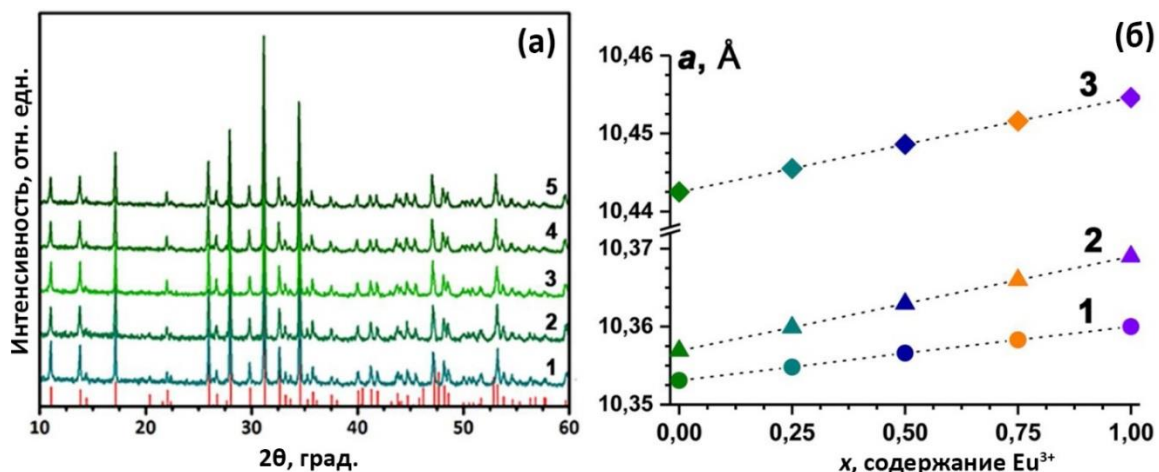 (а)
Интенсивность, отн. едн.
5
4
3
2
1
10 20 30 40 50 60
2θ, град.
(б)
a, Å
10,46
10,45
10,44
10,37
10,36
10,35
3
2
1
0,00 0,25 0,50 0,75 1,00
x, содержание Eu³⁺